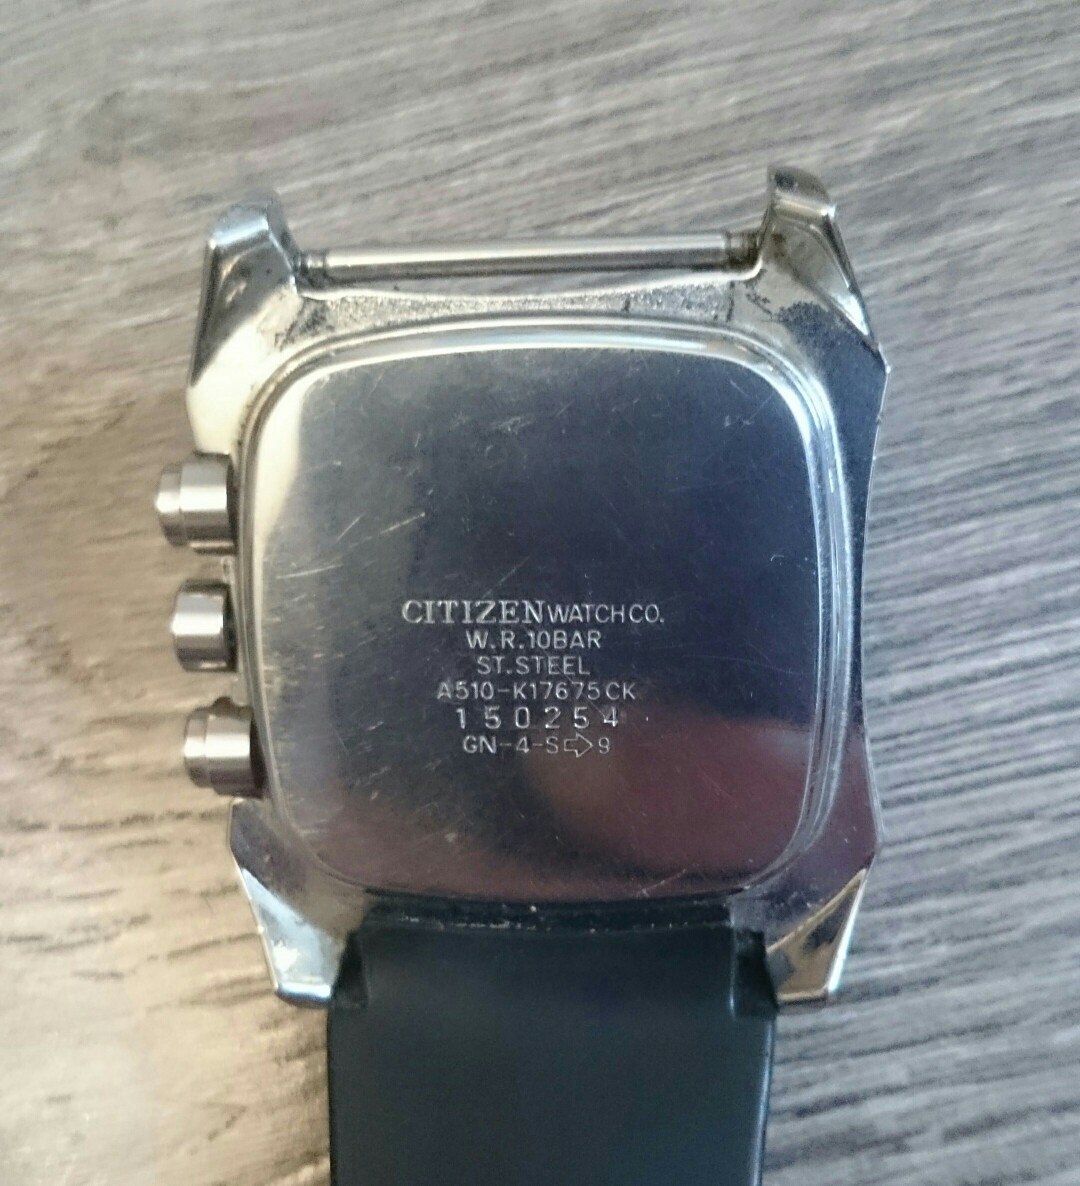 CITIZEN WATCH CO.
W.R.10BAR
ST.STEEL
A510-K17675 CK
150254
GN-4-S⇨9